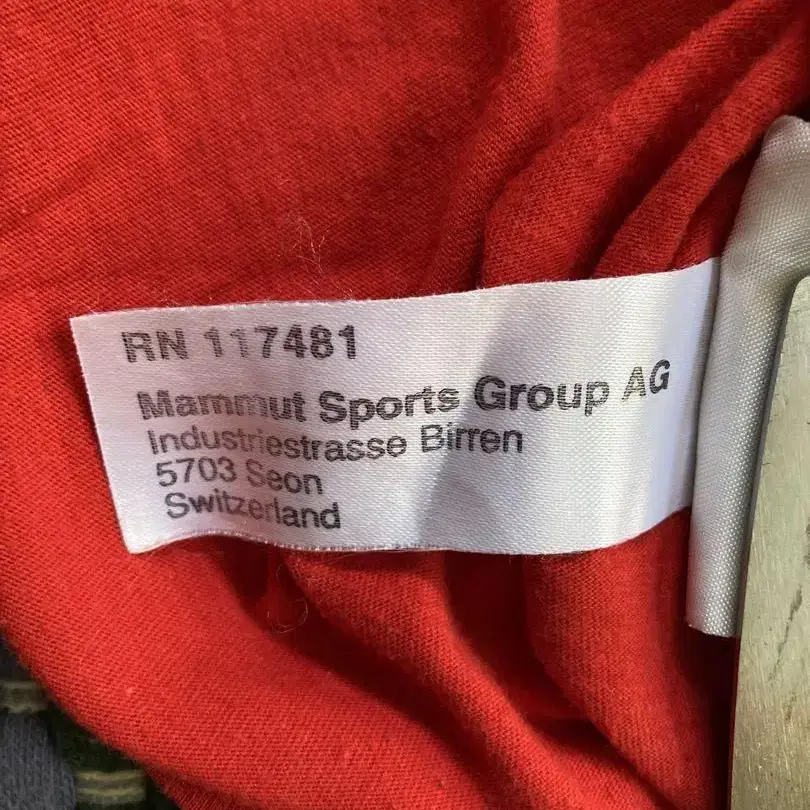 RN 117481
Mammut Sports Group AG
Industriestrasse Birren
5703 Seon
Switzerland